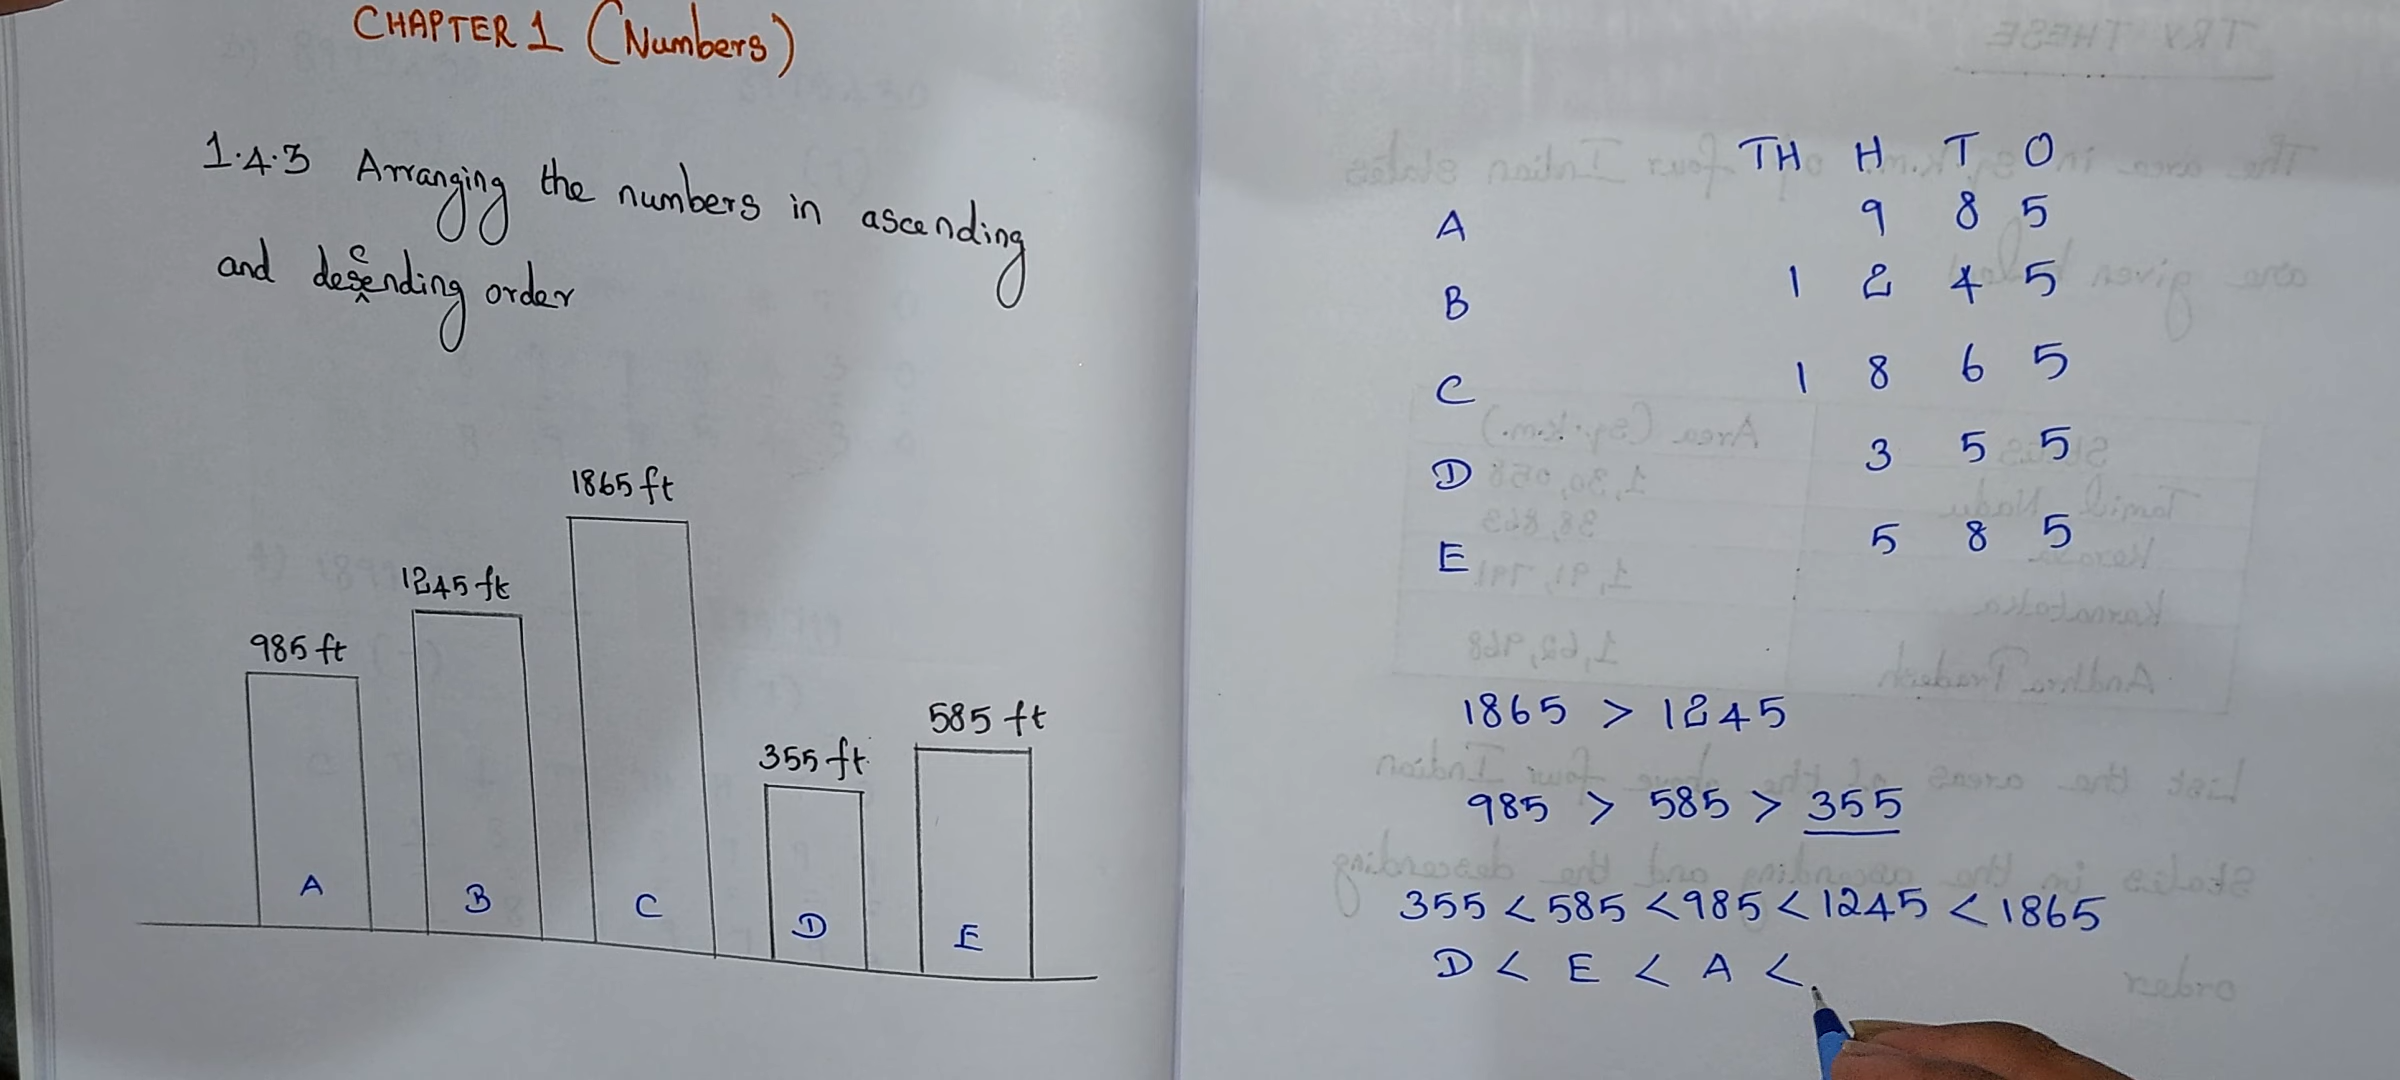 CHAPTER 1 (Numbers)
1.4.3 Arranging the numbers in ascending
and descending order
1865 ft
1245 ft
985 ft
585 ft
355 ft.
A B C D E
TH H T O
A 9 8 5
B 1 2 4 5
C 1 8 6 5
D 3 5 5
E 5 8 5
1865 > 1245
985 > 585 > 355
355 < 585 < 985 < 1245 < 1865
D < E < A <